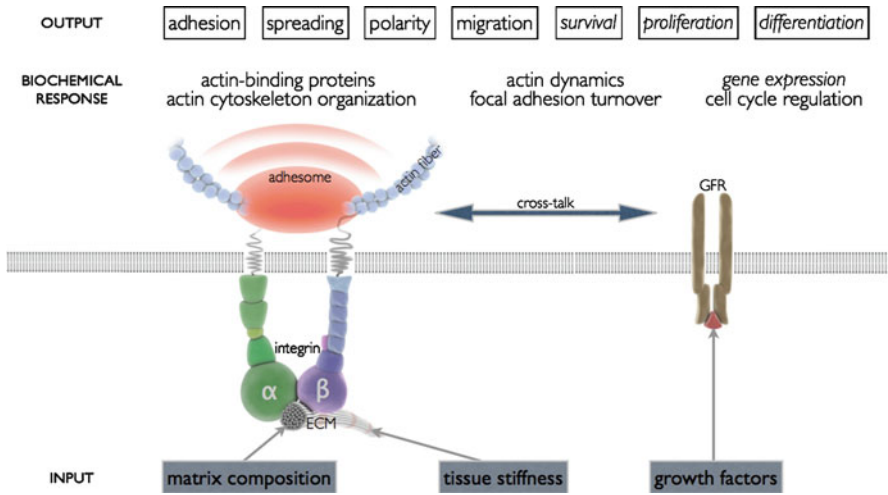 OUTPUT
adhesion spreading polarity migration survival proliferation differentiation
BIOCHEMICAL RESPONSE
actin-binding proteins
actin cytoskeleton organization
actin dynamics
focal adhesion turnover
gene expression
cell cycle regulation
adhesome
actin fiber
cross-talk
GFR
integrin
α β
ECM
INPUT
matrix composition tissue stiffness growth factors